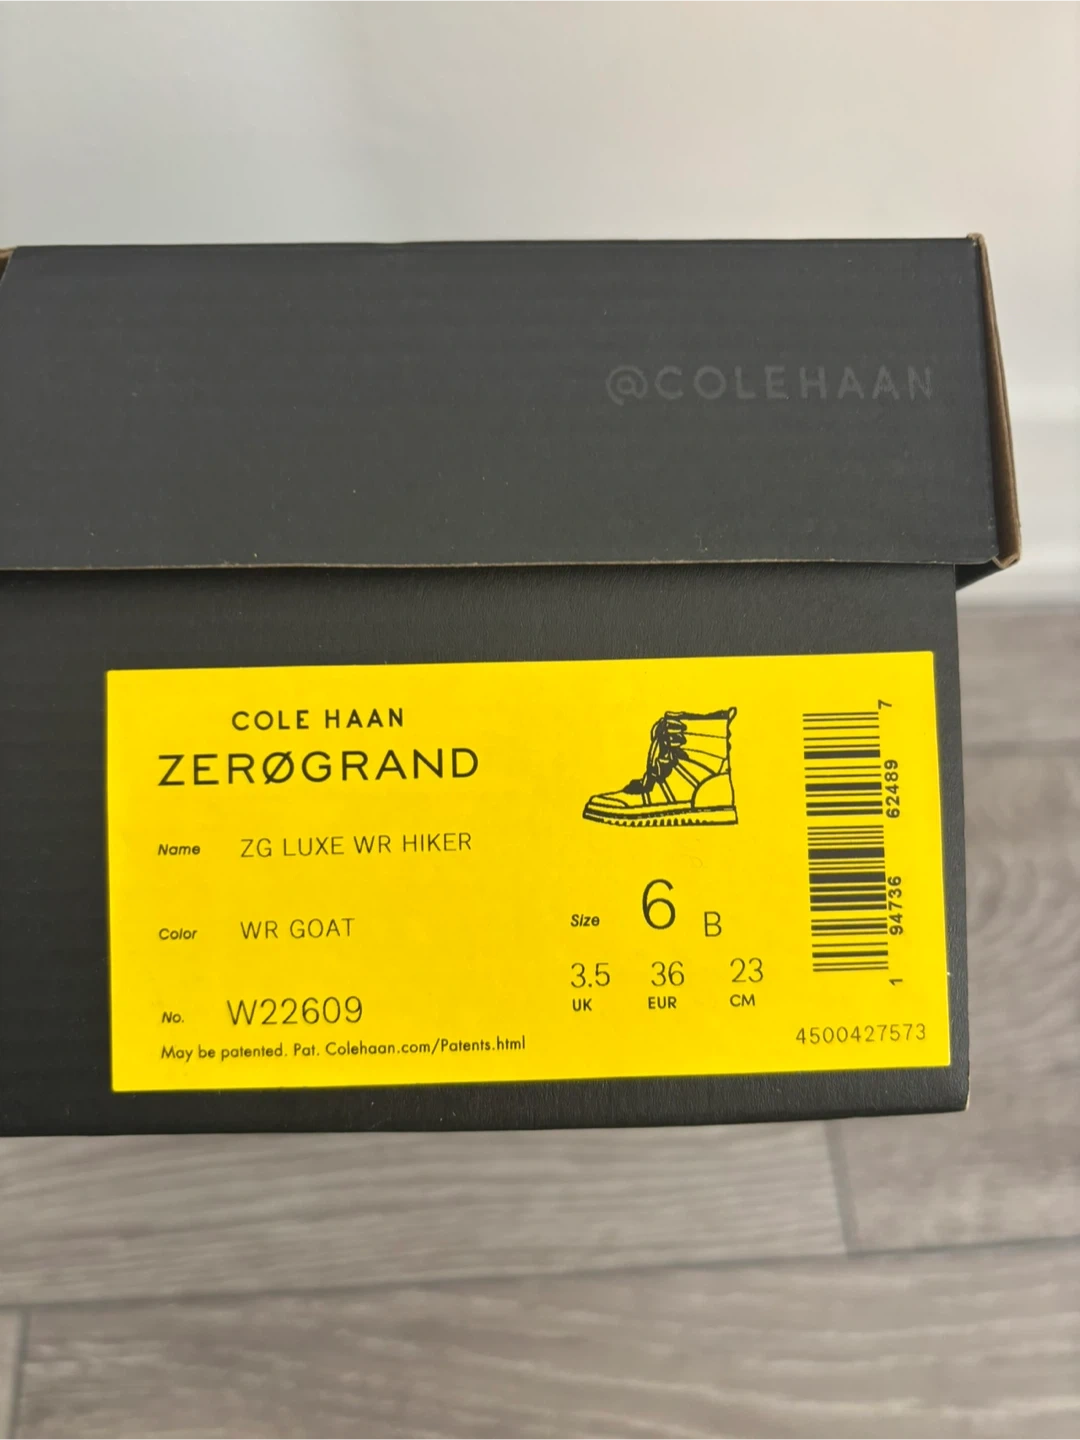 @COLEHAAN
COLE HAAN
ZERØGRAND
Name ZG LUXE WR HIKER
Color WR GOAT
No. W22609
May be patented. Pat. Colehaan.com/Patents.html
Size 6 B
3.5 36 23
UK EUR CM
1 94736 62489 7
4500427573